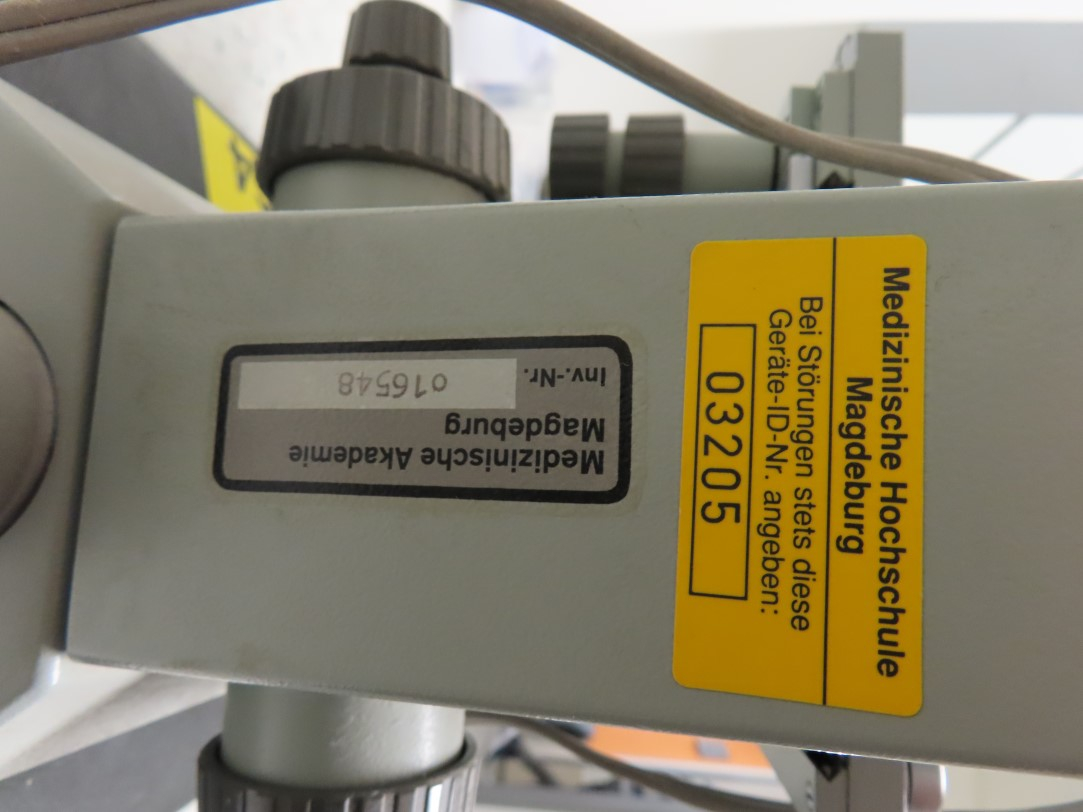 Medizinische Hochschule
Magdeburg
Bei Störungen stets diese
Geräte-ID-Nr. angeben:
03205
Medizinische Akademie
Magdeburg
Inv.-Nr. 016548